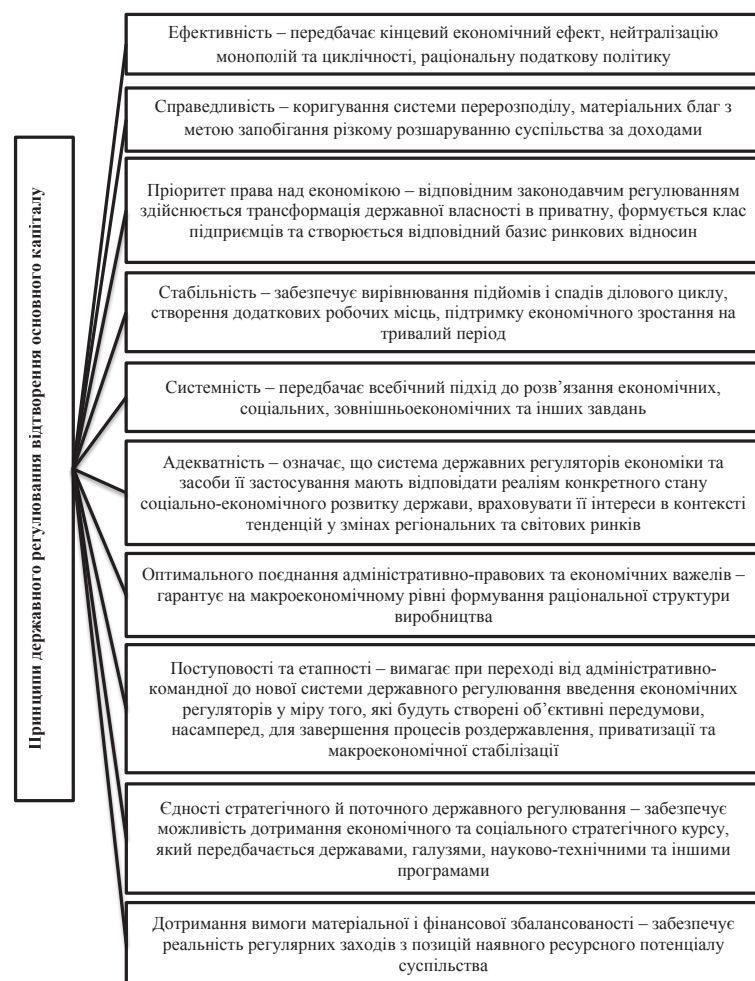 Принципи державного регулювання відтворення основного капіталу
Ефективність – передбачає кінцевий економічний ефект, нейтралізацію
монополій та циклічності, раціональну податкову політику
Справедливість – коригування системи перерозподілу, матеріальних благ з
метою запобігання різкому розшаруванню суспільства за доходами
Пріоритет права над економікою – відповідним законодавчим регулюванням
здійснюється трансформація державної власності в приватну, формується клас
підприємців та створюється відповідний базис ринкових відносин
Стабільність – забезпечує вирівнювання підйомів і спадів ділового циклу,
створення додаткових робочих місць, підтримку економічного зростання на
тривалий період
Системність – передбачає всебічний підхід до розв’язання економічних,
соціальних, зовнішньоекономічних та інших завдань
Адекватність – означає, що система державних регуляторів економіки та
засоби її застосування мають відповідати реаліям конкретного стану
соціально-економічного розвитку держави, враховувати її інтереси в контексті
тенденцій у змінах регіональних та світових ринків
Оптимального поєднання адміністративно-правових та економічних важелів –
гарантує на макроекономічному рівні формування раціональної структури
виробництва
Поступовості та етапності – вимагає при переході від адміністративно-
командної до нової системи державного регулювання введення економічних
регуляторів у міру того, які будуть створені об’єктивні передумови,
насамперед, для завершення процесів роздержавлення, приватизації та
макроекономічної стабілізації
Єдності стратегічного й поточного державного регулювання – забезпечує
можливість дотримання економічного та соціального стратегічного курсу,
який передбачається державами, галузями, науково-технічними та іншими
програмами
Дотримання вимоги матеріальної і фінансової збалансованості – забезпечує
реальність регулярних заходів з позицій наявного ресурсного потенціалу
суспільства